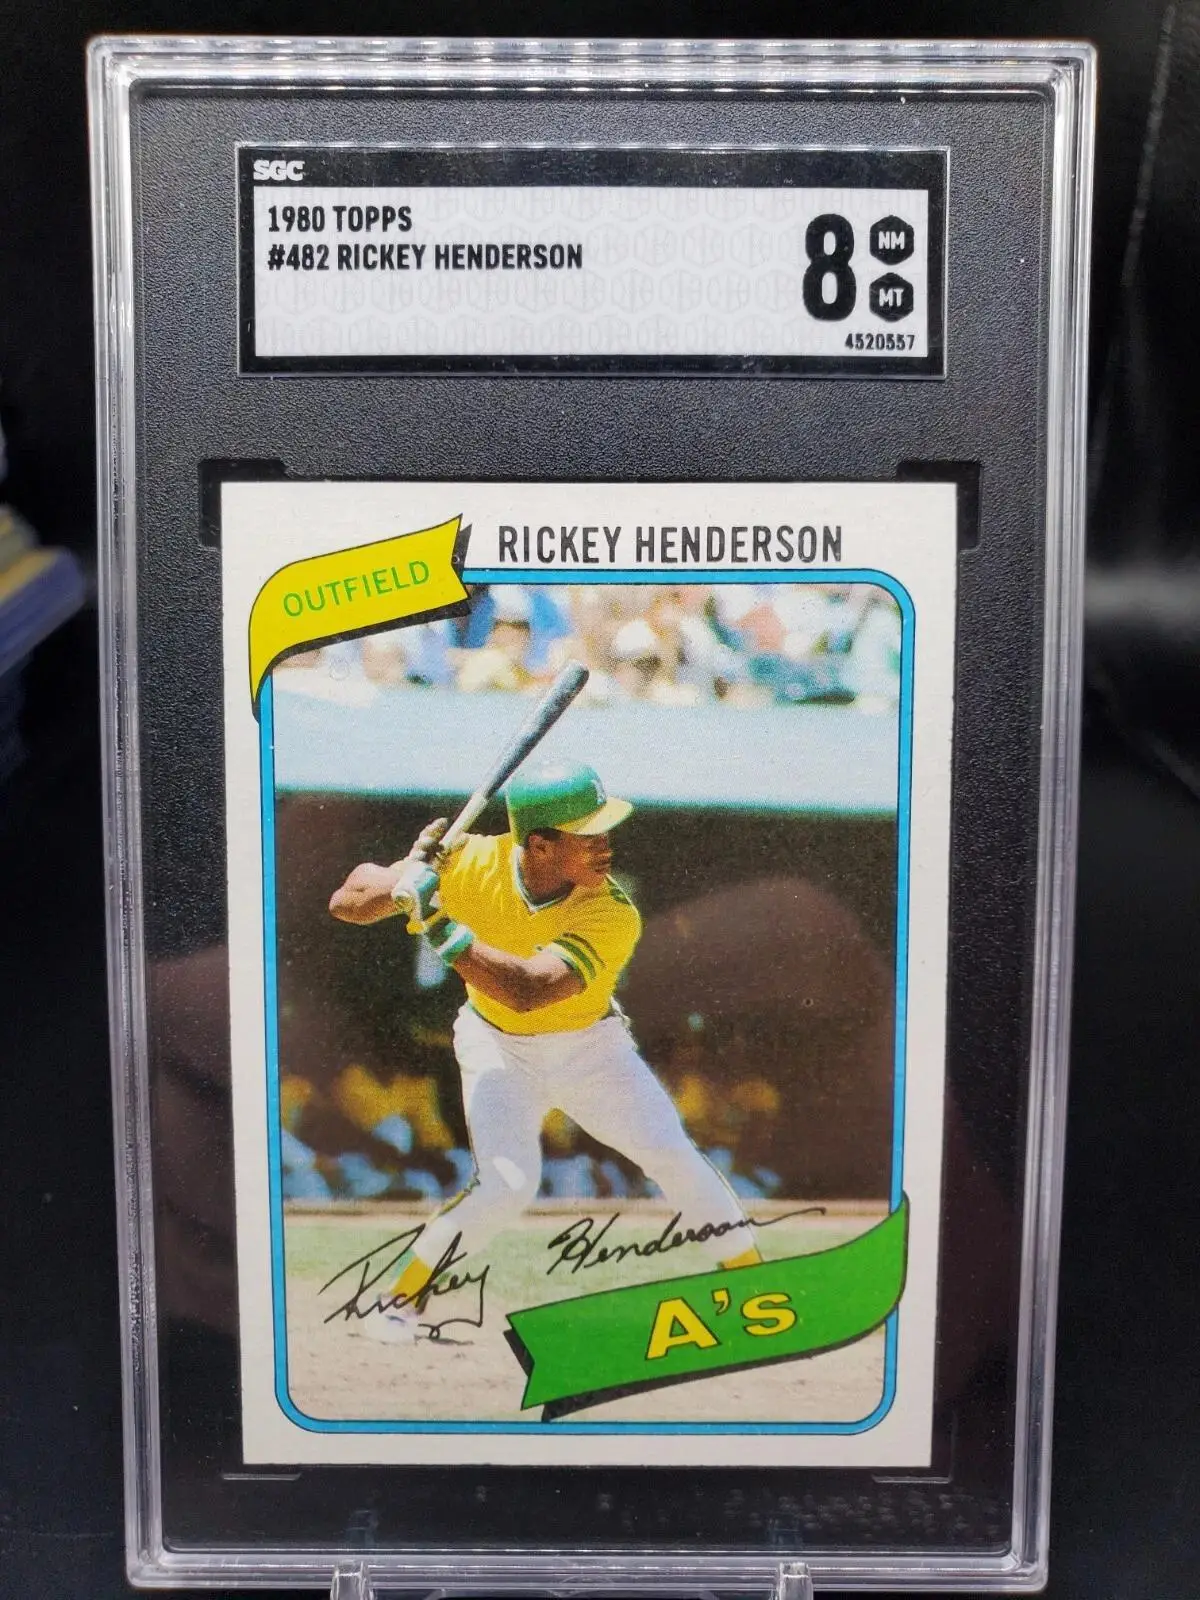 SGC
1980 TOPPS
#482 RICKEY HENDERSON
8 NM
MT
4520557
RICKEY HENDERSON
OUTFIELD
Rickey Henderson
A's